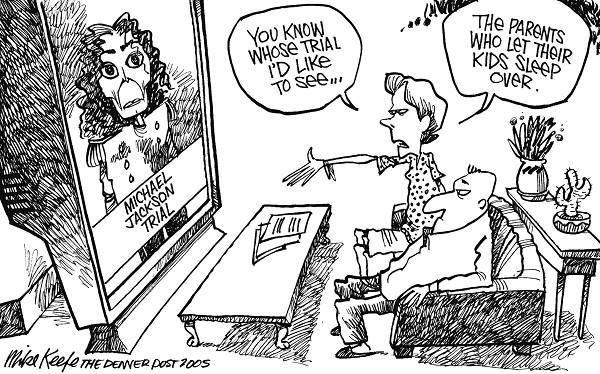 YOU KNOW
WHOSE TRIAL
I'D LIKE
TO SEE...
THE PARENTS
WHO LET THEIR
KIDS SLEEP
OVER.
MICHAEL
JACKSON
TRIAL
Mike Keefe THE DENVER POST 2005